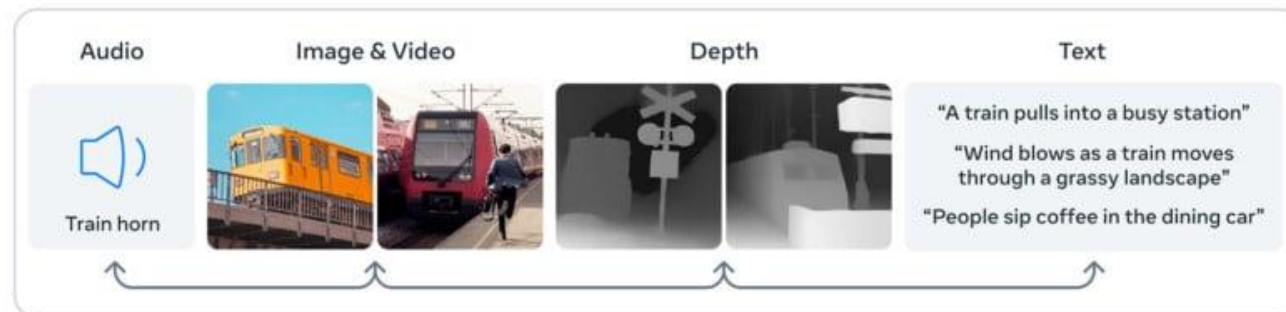 Audio
Image & Video
Depth
Text
Train horn
“A train pulls into a busy station”
“Wind blows as a train moves
through a grassy landscape”
“People sip coffee in the dining car”